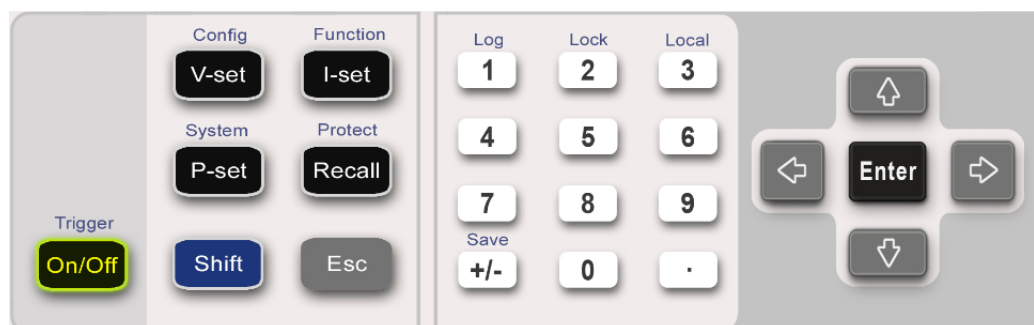 Config Function
V-set I-set
System Protect
P-set Recall
Trigger
On/Off
Shift Esc
Log Lock Local
1 2 3
4 5 6
7 8 9
Save
+/- 0 .
Enter